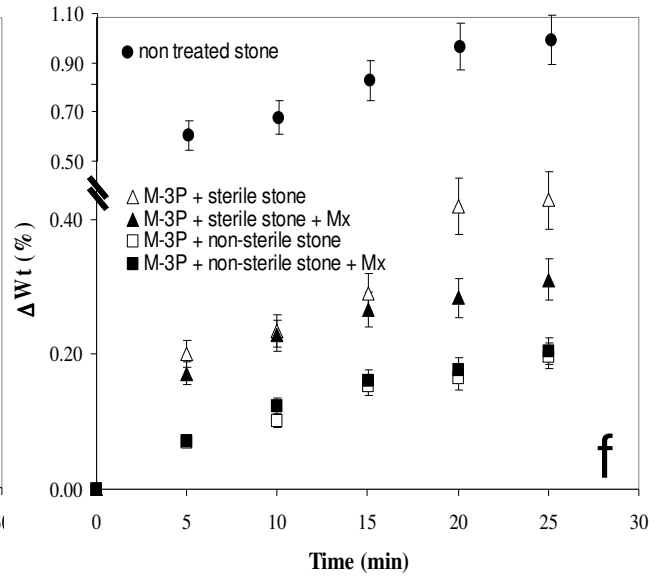 1.10
0.90
0.70
0.50
0.40
0.20
0.00
Δ Wt (%)
● non treated stone
△ M-3P + sterile stone
▲ M-3P + sterile stone + Mx
□ M-3P + non-sterile stone
■ M-3P + non-sterile stone + Mx
f
0 5 10 15 20 25 30
Time (min)